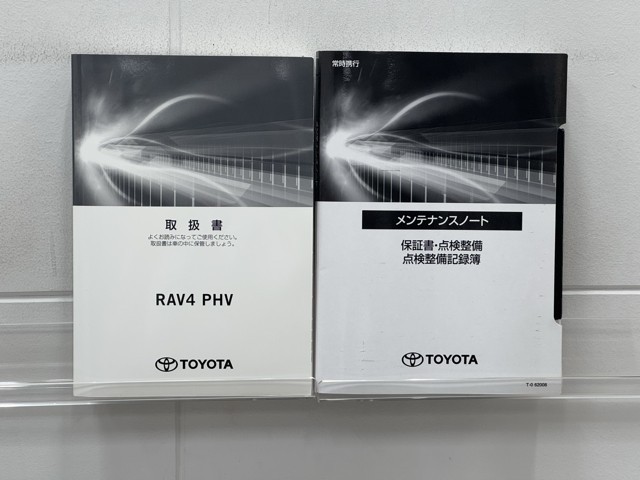 取扱書
よくお読みになってご使用ください。
取扱書は車の中に保管しましょう。
RAV4 PHV
TOYOTA
常時携行
メンテナンスノート
保証書・点検整備
点検整備記録簿
TOYOTA